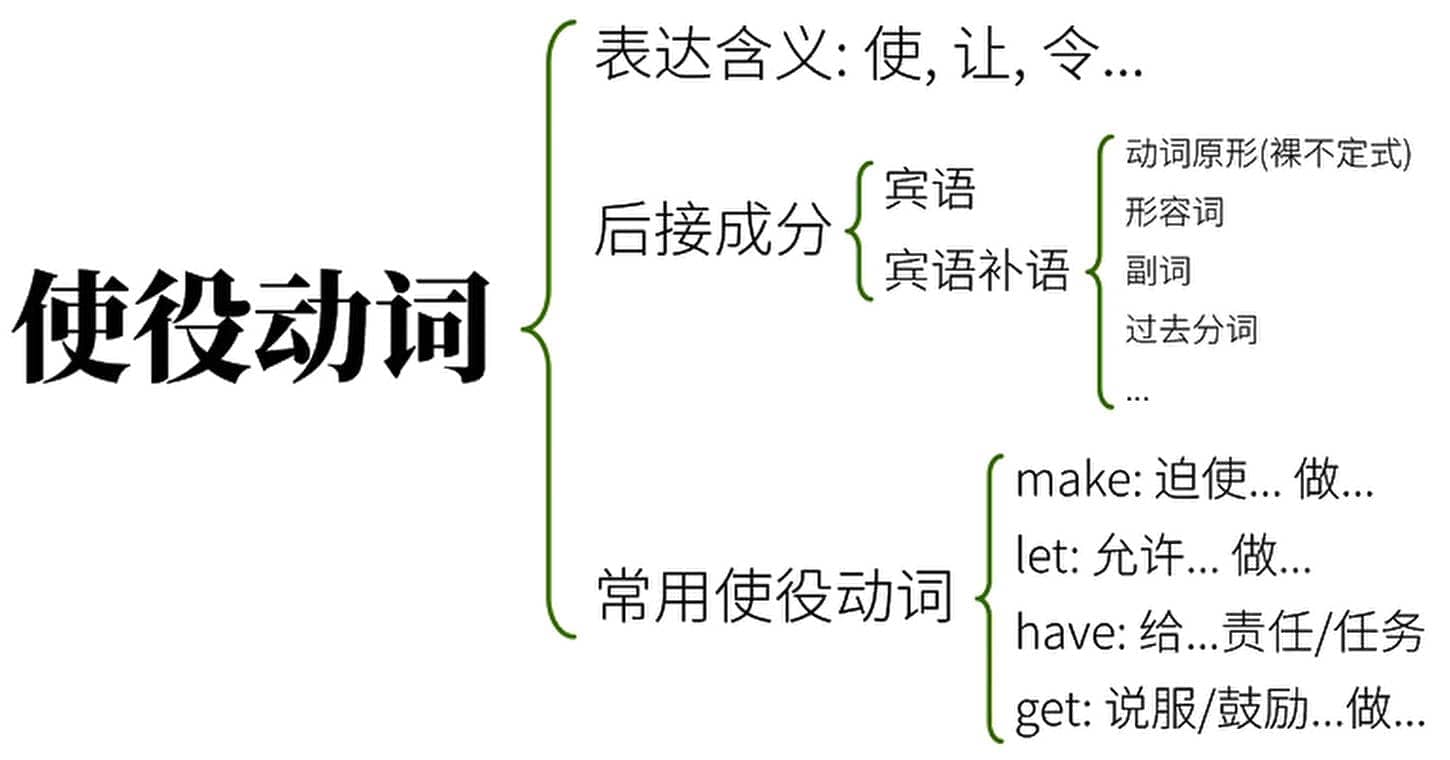 使役动词
表达含义: 使, 让, 令...
后接成分
宾语
宾语补语
动词原形(裸不定式)
形容词
副词
过去分词
...
常用使役动词
make: 迫使... 做...
let: 允许... 做...
have: 给...责任/任务
get: 说服/鼓励...做...